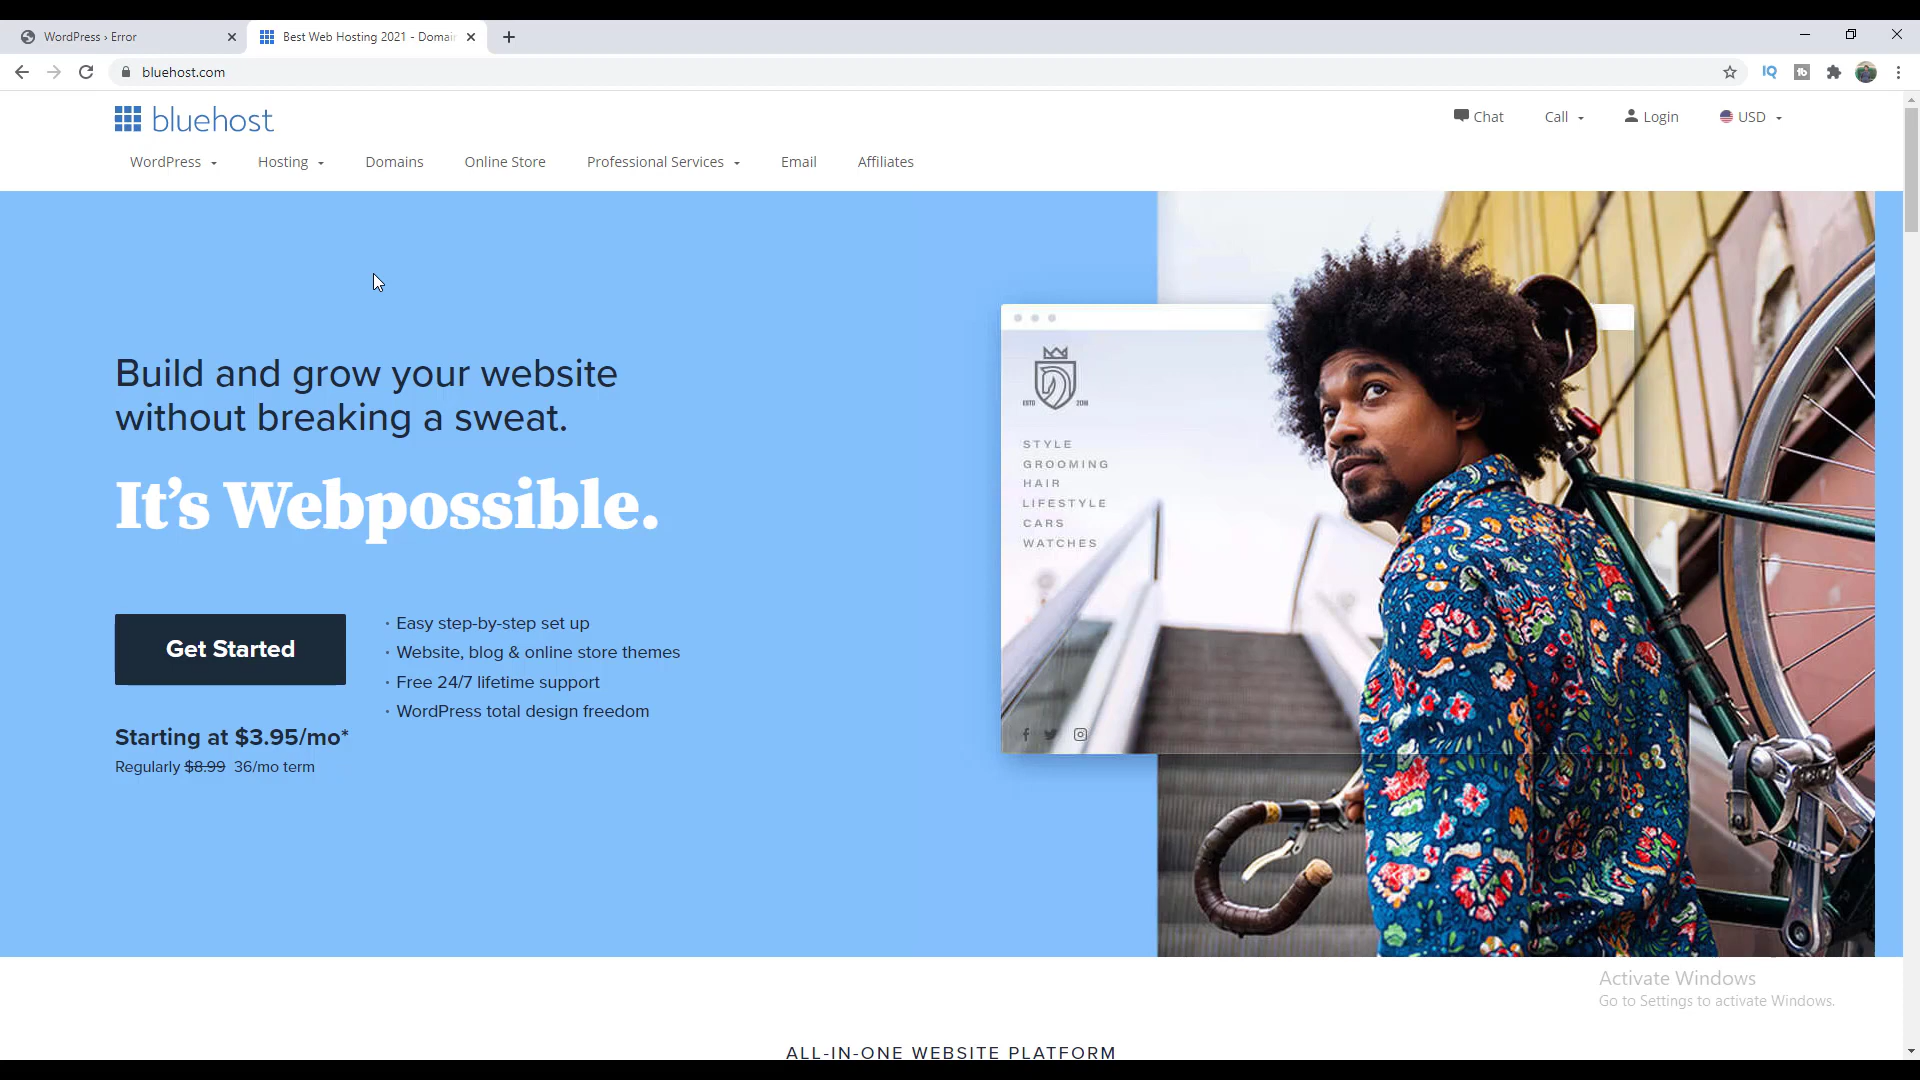 WordPress › Error
Best Web Hosting 2021 - Domai
bluehost.com
bluehost
Chat
Call
Login
USD
WordPress
Hosting
Domains
Online Store
Professional Services
Email
Affiliates
Build and grow your website
without breaking a sweat.
It's Webpossible.
Get Started
· Easy step-by-step set up
· Website, blog & online store themes
· Free 24/7 lifetime support
· WordPress total design freedom
Starting at $3.95/mo*
Regularly $8.99 36/mo term
STYLE
GROOMING
HAIR
LIFESTYLE
CARS
WATCHES
Activate Windows
Go to Settings to activate Windows.
ALL-IN-ONE WEBSITE PLATFORM